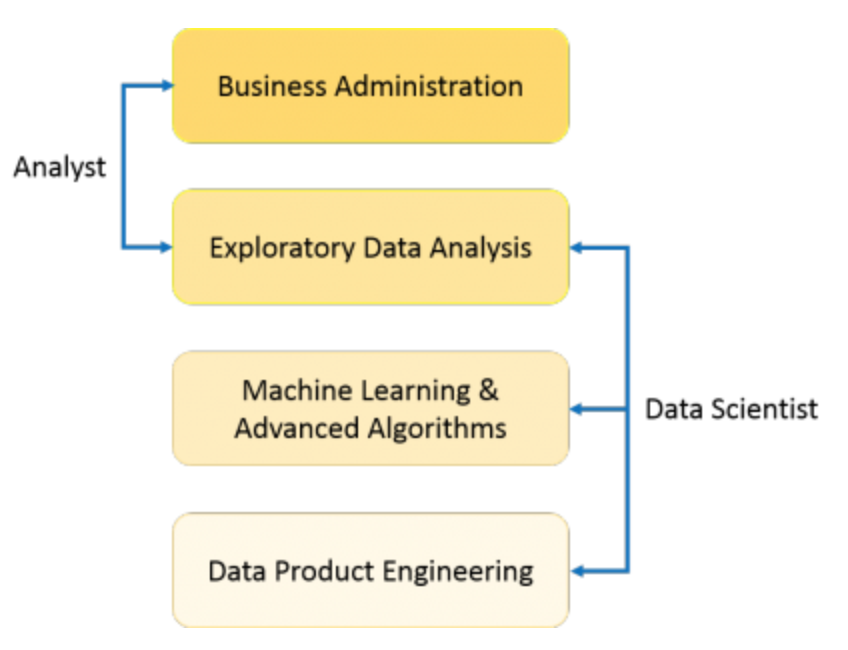 Business Administration
Analyst
Exploratory Data Analysis
Machine Learning &
Advanced Algorithms
Data Scientist
Data Product Engineering